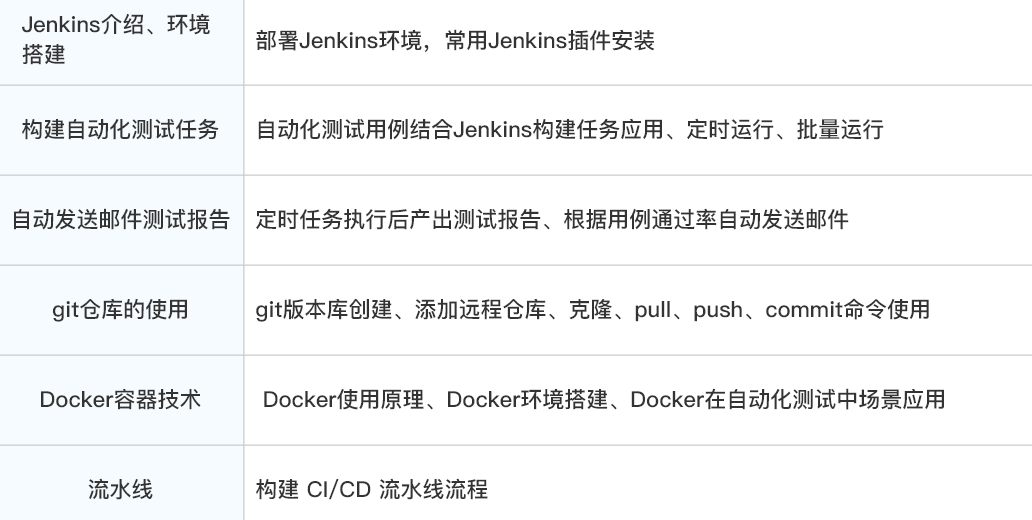 Jenkins介绍、环境
搭建
部署Jenkins环境，常用Jenkins插件安装
构建自动化测试任务
自动化测试用例结合Jenkins构建任务应用、定时运行、批量运行
自动发送邮件测试报告
定时任务执行后产出测试报告、根据用例通过率自动发送邮件
git仓库的使用
git版本库创建、添加远程仓库、克隆、pull、push、commit命令使用
Docker容器技术
Docker使用原理、Docker环境搭建、Docker在自动化测试中场景应用
流水线
构建 CI/CD 流水线流程